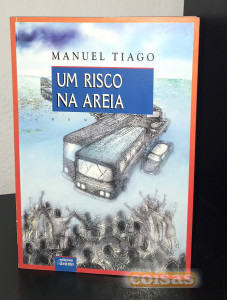 MANUEL TIAGO
UM RISCO
NA AREIA
coisas